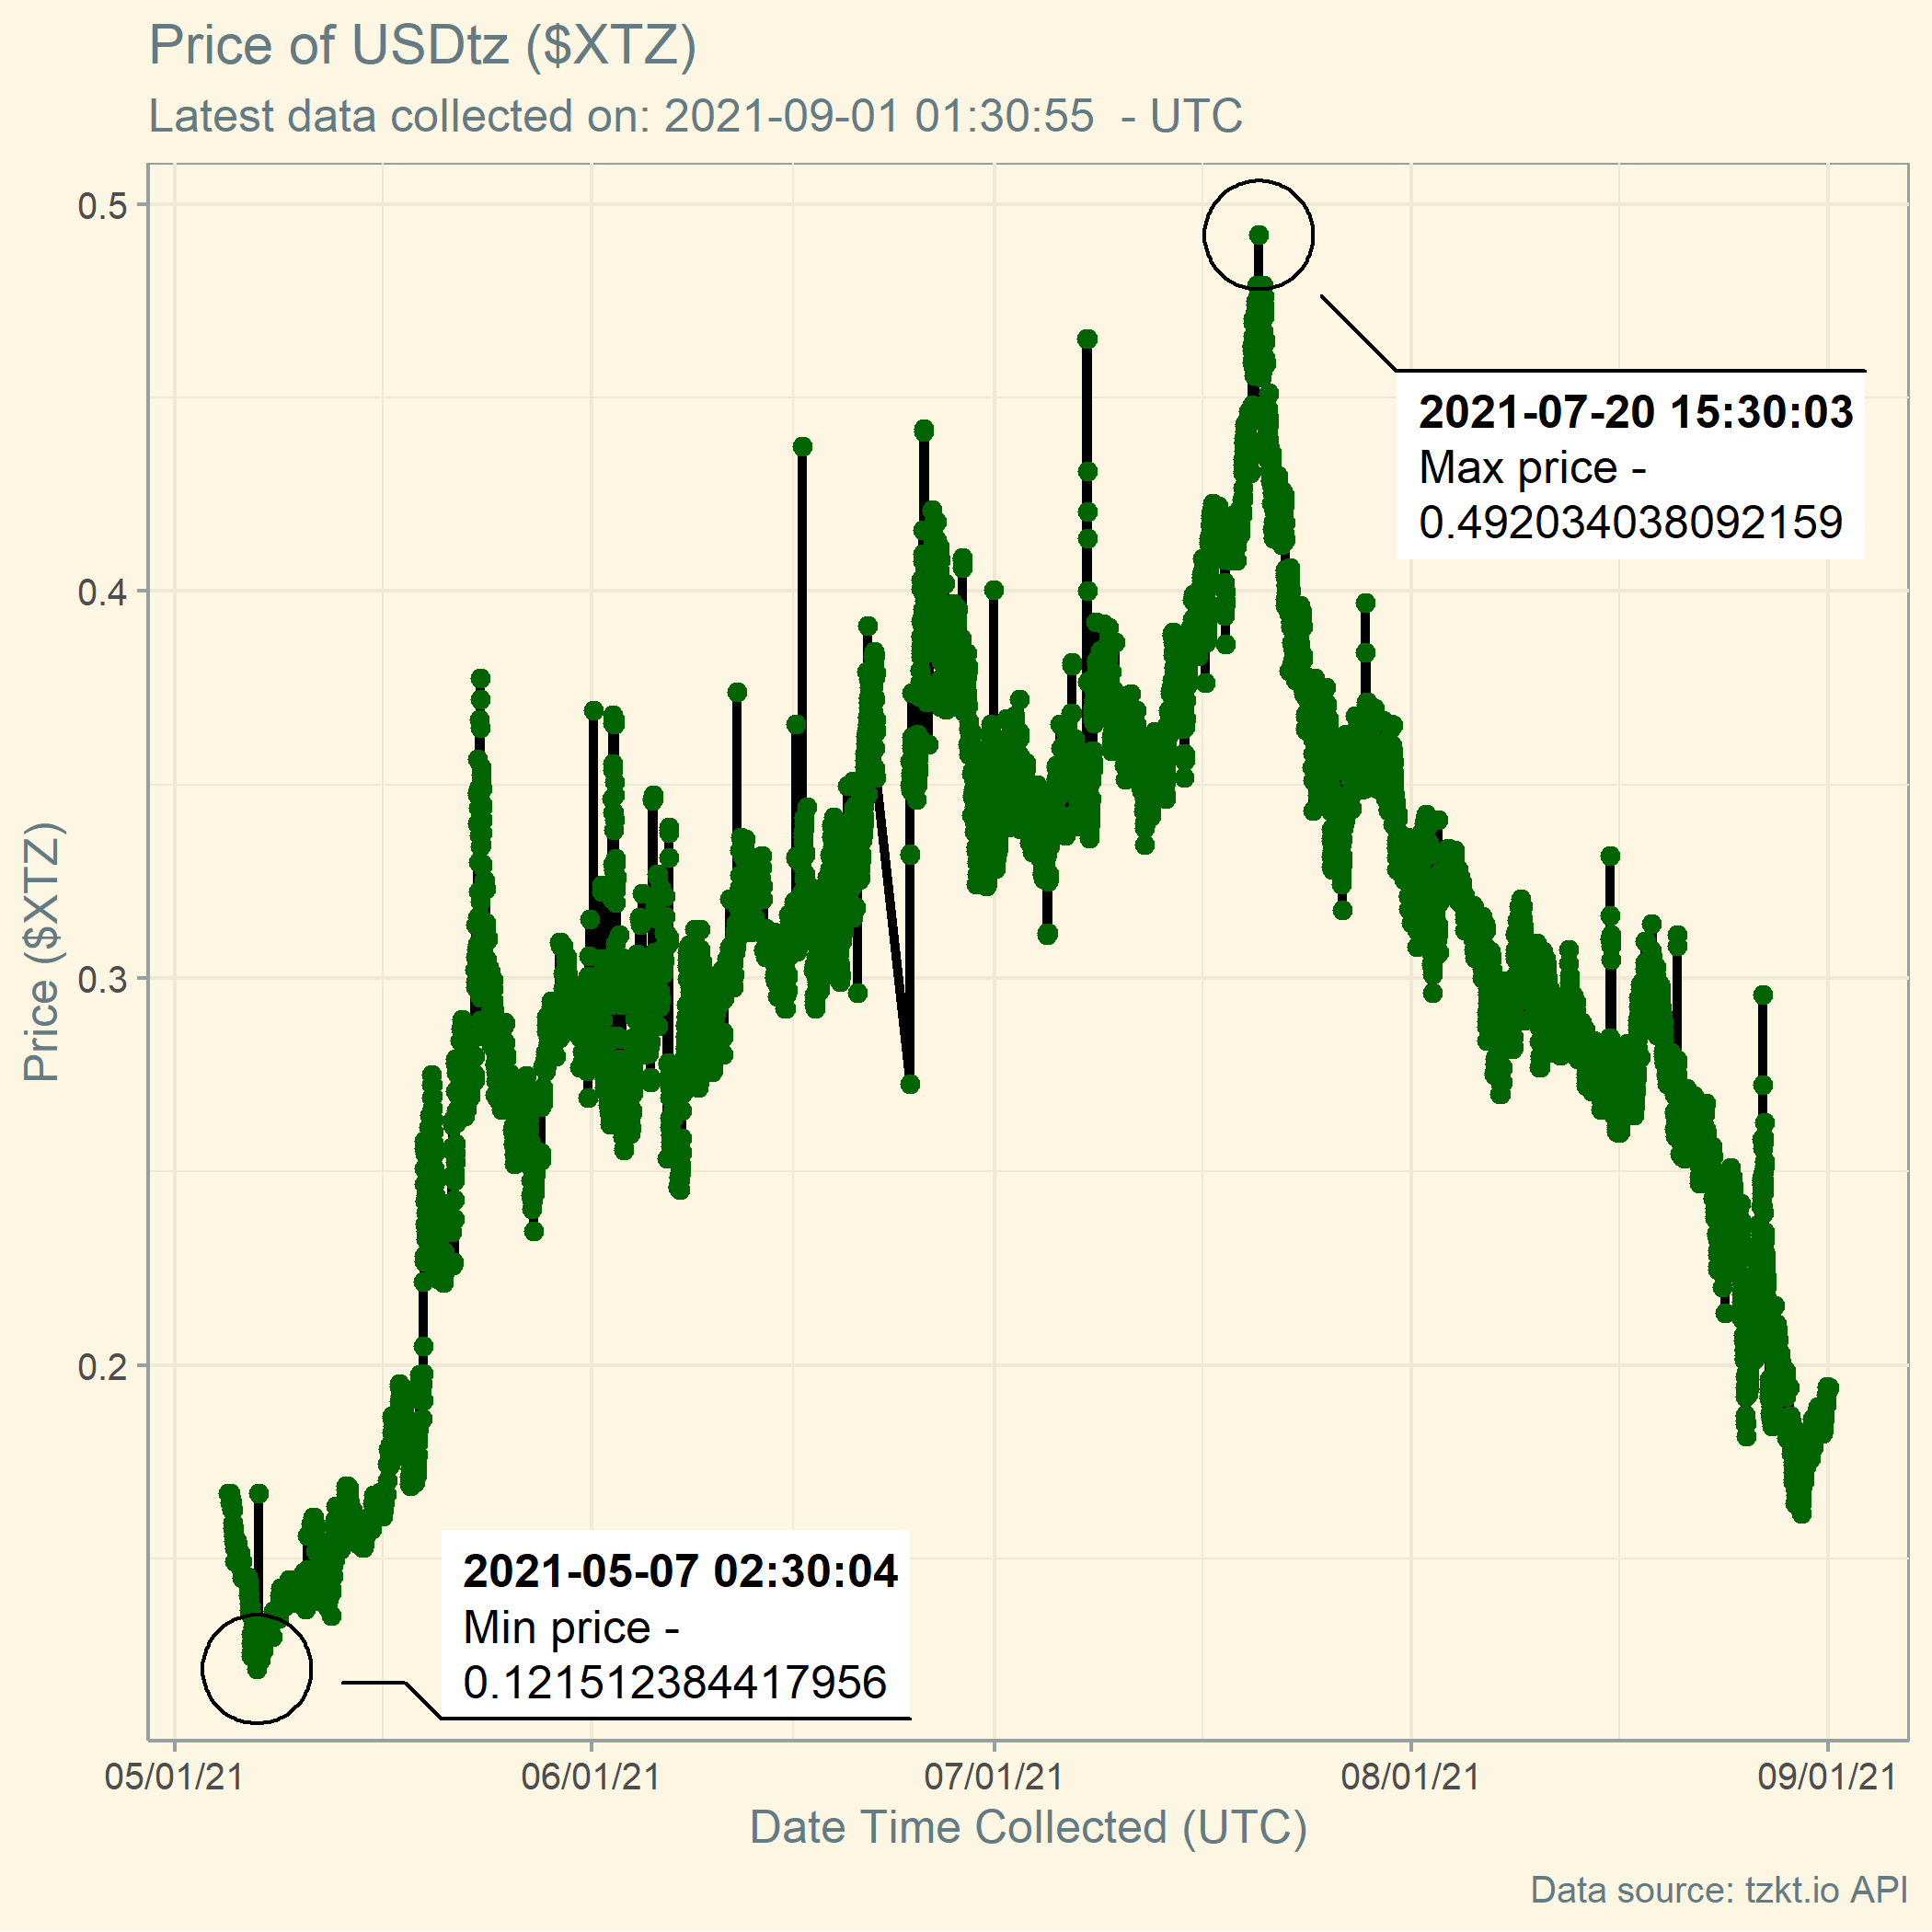 Price of USDtz ($XTZ)
Latest data collected on: 2021-09-01 01:30:55  - UTC
0.5
0.4
0.3
0.2
Price ($XTZ)
2021-07-20 15:30:03
Max price -
0.492034038092159
2021-05-07 02:30:04
Min price -
0.121512384417956
05/01/21 06/01/21 07/01/21 08/01/21 09/01/21
Date Time Collected (UTC)
Data source: tzkt.io API